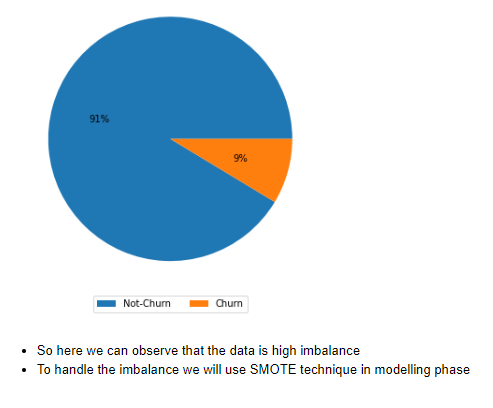 91%
9%
Not-Churn Churn
So here we can observe that the data is high imbalance
To handle the imbalance we will use SMOTE technique in modelling phase